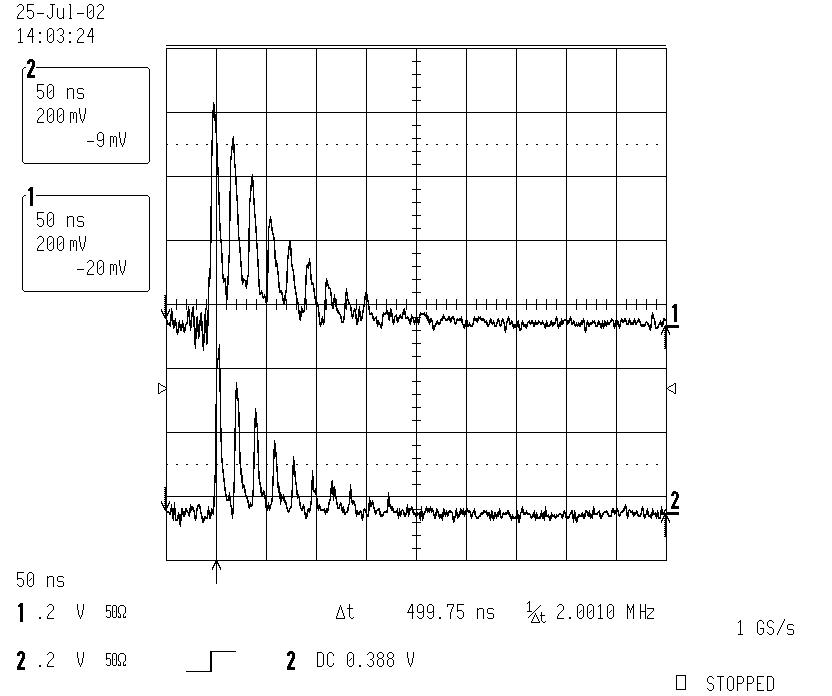 25-Jul-02
14:03:24
2
50 ns
200 mV
-9 mV
1
50 ns
200 mV
-20 mV
1
2
50 ns
1 .2 V 50Ω Δt 499.75 ns 1/Δt 2.0010 MHz
1 GS/s
2 .2 V 50Ω 2 DC 0.388 V
STOPPED